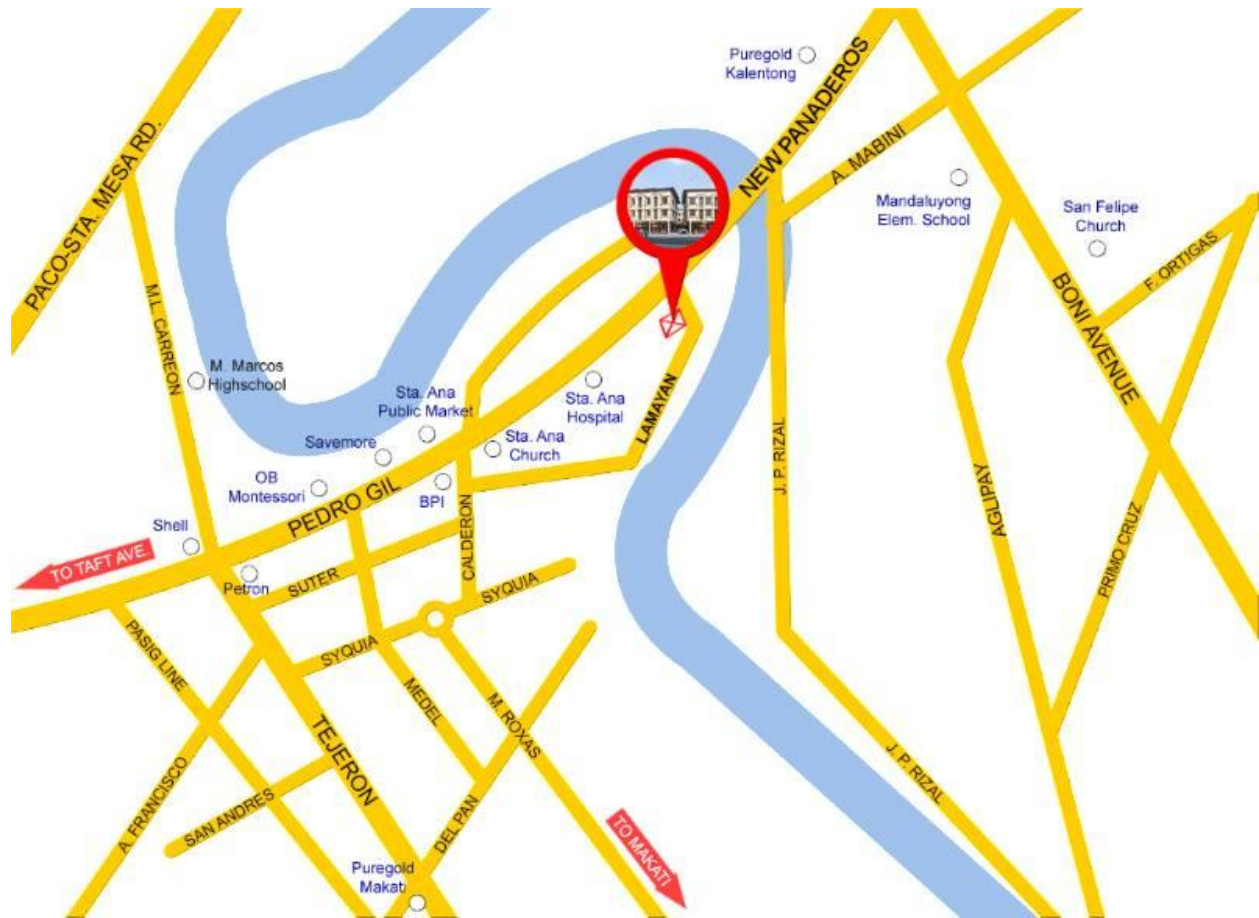 Puregold
Kalentong
NEW PANADEROS
A. MABINI
PACO-STA. MESA RD.
Mandaluyong
Elem. School
San Felipe
Church
F. ORTIGAS
BONI AVENUE
M.L. CARREON
M. Marcos
Highschool
Sta. Ana
Public Market
Sta. Ana
Hospital
LAMAYAN
Savemore
Sta. Ana
Church
J. P. RIZAL
OB
Montessori
BPI
PEDRO GIL
AGLIPAY
Shell
CALDERON
PRIMO CRUZ
TO TAFT AVE.
Petron
SUTER
SYQUIA
PASIG LINE
SYQUIA
MEDEL
M. ROXAS
TEJERON
J. P. RIZAL
A. FRANCISCO
SAN ANDRES
DEL PAN
TO MAKATI
Puregold
Makati